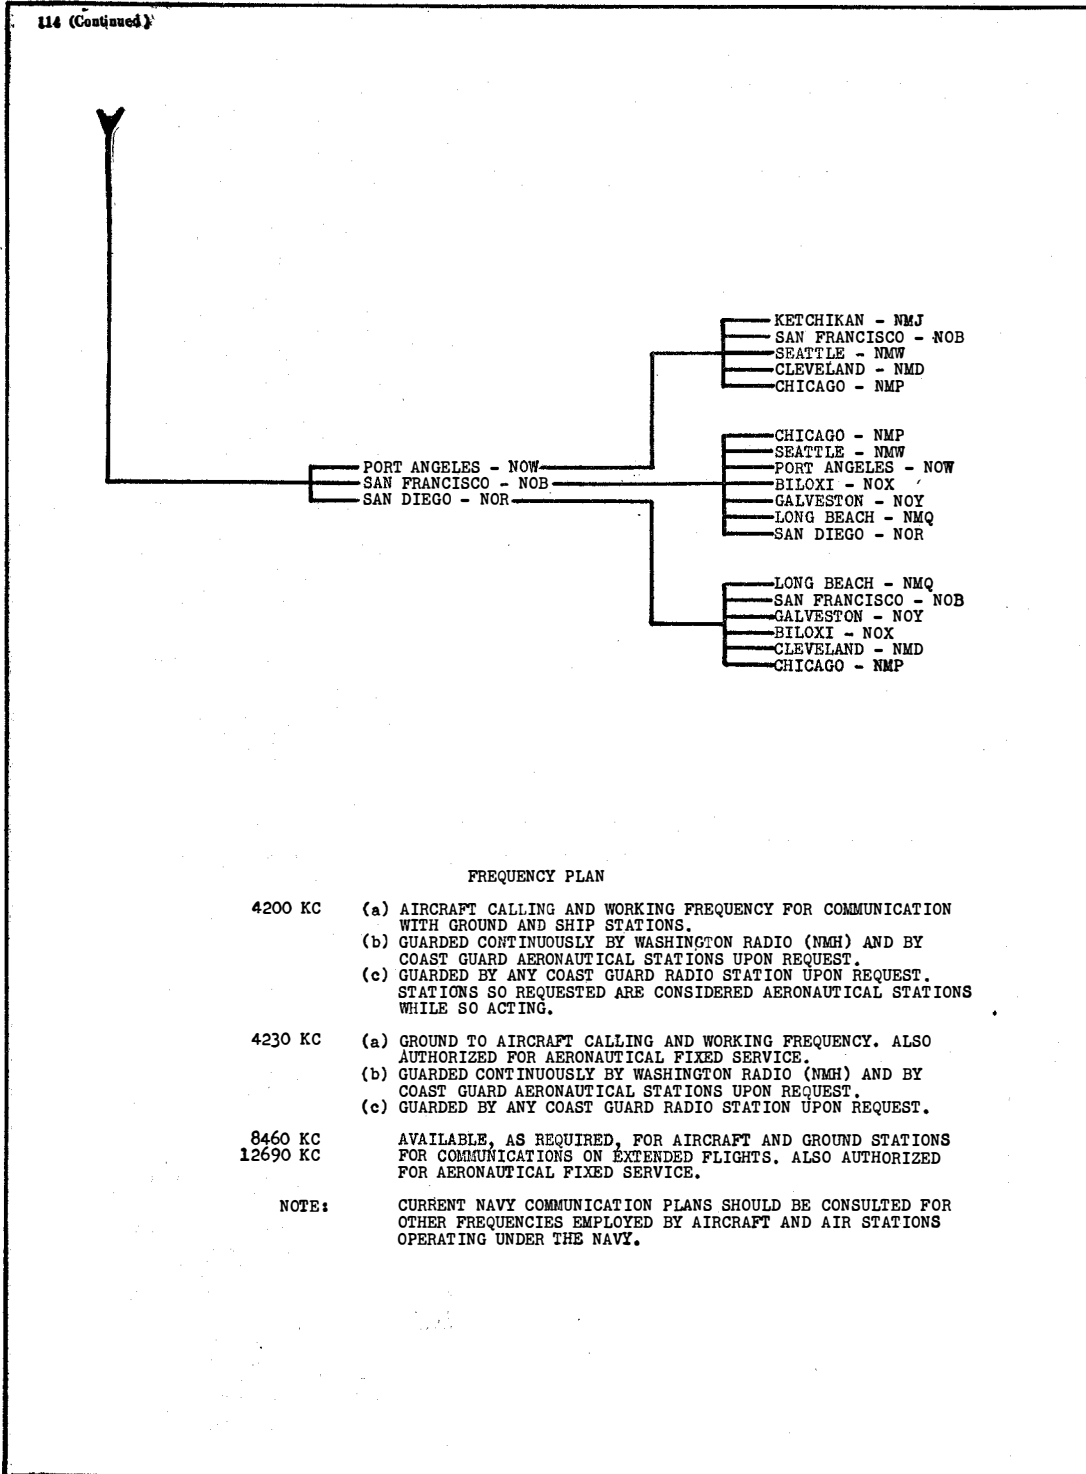 114 (Continued)
KETCHIKAN - NMJ
SAN FRANCISCO - NOB
SEATTLE - NMW
CLEVELAND - NMD
CHICAGO - NMP
CHICAGO - NMP
SEATTLE - NMW
PORT ANGELES - NOW
BILOXI - NOX
GALVESTON - NOY
LONG BEACH - NMQ
SAN DIEGO - NOR
PORT ANGELES - NOW
SAN FRANCISCO - NOB
SAN DIEGO - NOR
LONG BEACH - NMQ
SAN FRANCISCO - NOB
GALVESTON - NOY
BILOXI - NOX
CLEVELAND - NMD
CHICAGO - NMP
FREQUENCY PLAN
4200 KC (a) AIRCRAFT CALLING AND WORKING FREQUENCY FOR COMMUNICATION
WITH GROUND AND SHIP STATIONS.
(b) GUARDED CONTINUOUSLY BY WASHINGTON RADIO (NMH) AND BY
COAST GUARD AERONAUTICAL STATIONS UPON REQUEST.
(c) GUARDED BY ANY COAST GUARD RADIO STATION UPON REQUEST.
STATIONS SO REQUESTED ARE CONSIDERED AERONAUTICAL STATIONS
WHILE SO ACTING.
4230 KC (a) GROUND TO AIRCRAFT CALLING AND WORKING FREQUENCY. ALSO
AUTHORIZED FOR AERONAUTICAL FIXED SERVICE.
(b) GUARDED CONTINUOUSLY BY WASHINGTON RADIO (NMH) AND BY
COAST GUARD AERONAUTICAL STATIONS UPON REQUEST.
(c) GUARDED BY ANY COAST GUARD RADIO STATION UPON REQUEST.
8460 KC AVAILABLE, AS REQUIRED, FOR AIRCRAFT AND GROUND STATIONS
12690 KC FOR COMMUNICATIONS ON EXTENDED FLIGHTS. ALSO AUTHORIZED
FOR AERONAUTICAL FIXED SERVICE.
NOTE: CURRENT NAVY COMMUNICATION PLANS SHOULD BE CONSULTED FOR
OTHER FREQUENCIES EMPLOYED BY AIRCRAFT AND AIR STATIONS
OPERATING UNDER THE NAVY.